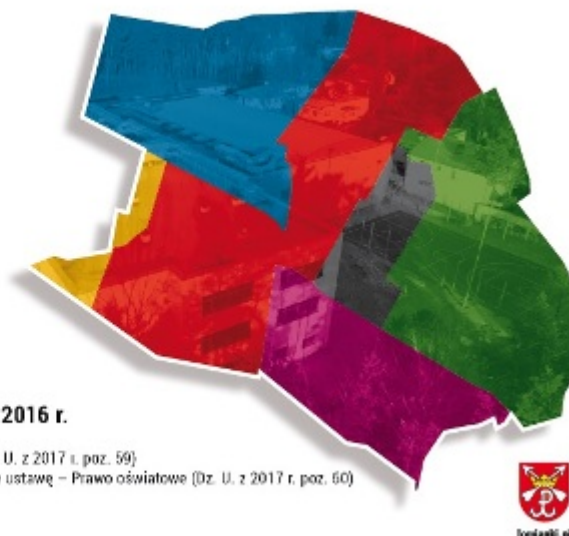 2016 r.
U. z 2017 r. poz. 59)
ustawę – Prawo oświatowe (Dz. U. z 2017 r. poz. 60)